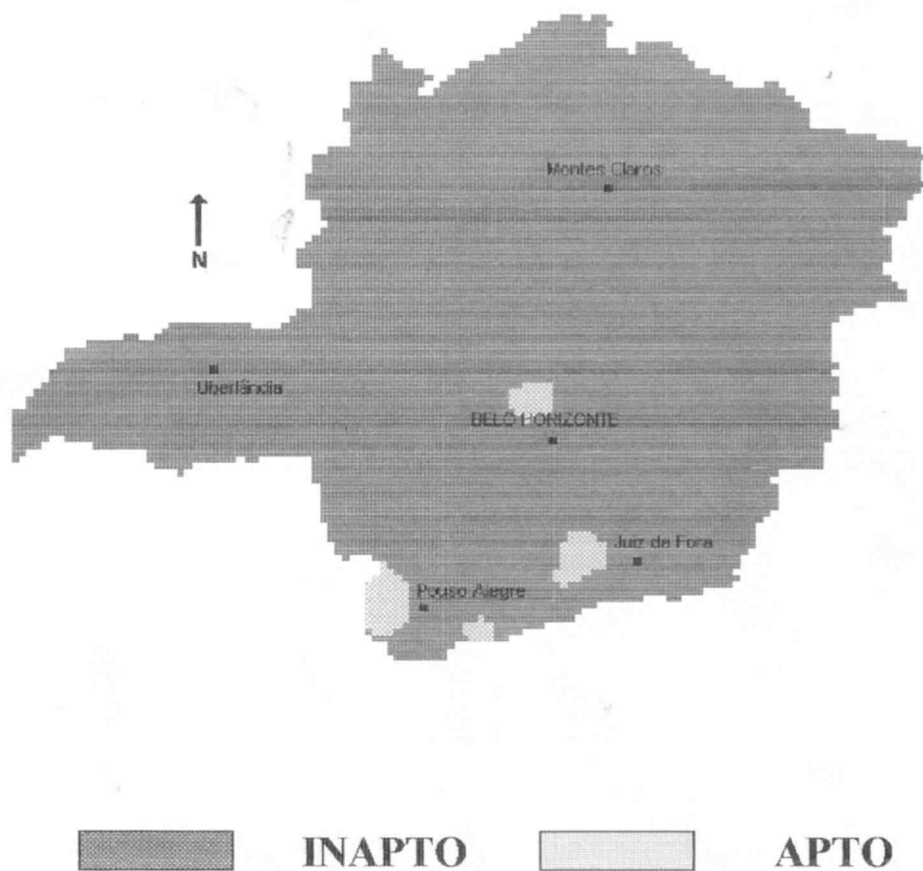 Montes Claros
N
Uberlândia
BELO HORIZONTE
Juiz de Fora
Pouso Alegre
INAPTO APTO